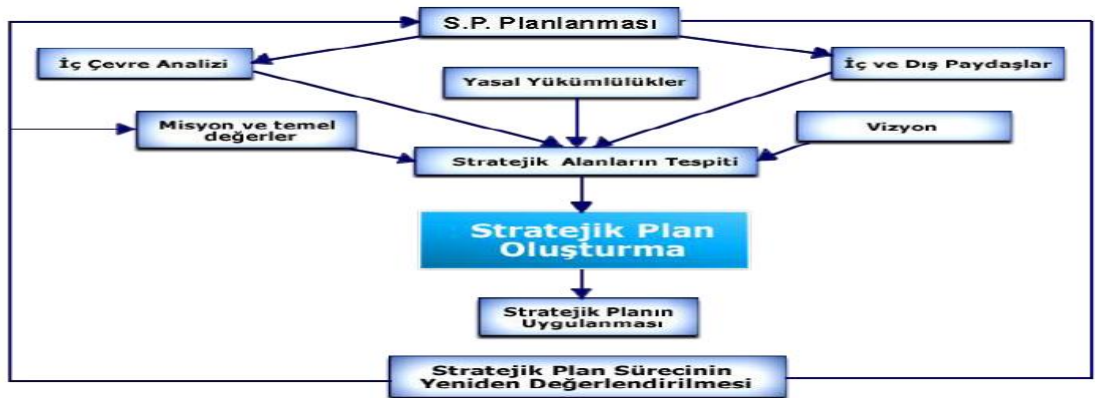 S.P. Planlanması
İç Çevre Analizi
Yasal Yükümlülükler
İç ve Dış Paydaşlar
Misyon ve temel
değerler
Vizyon
Stratejik Alanların Tespiti
Stratejik Plan
Oluşturma
Stratejik Planın
Uygulanması
Stratejik Plan Sürecinin
Yeniden Değerlendirilmesi